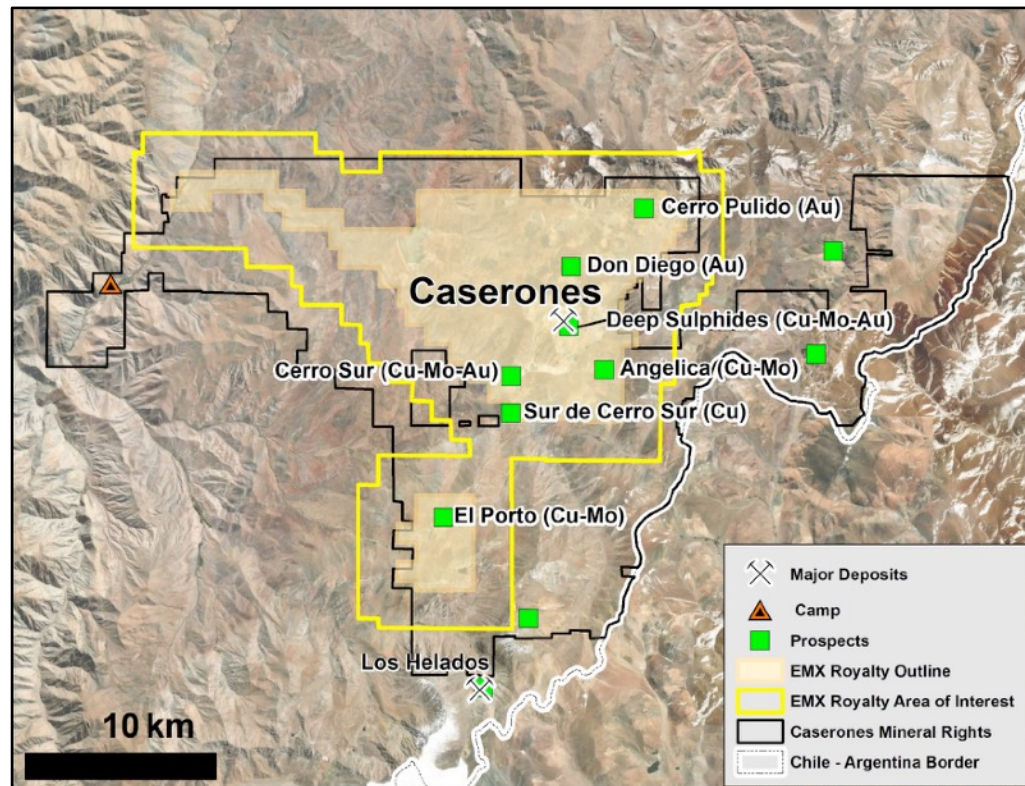 Cerro Pulido (Au)
Don Diego (Au)
Caserones
Deep Sulphides (Cu-Mo-Au)
Cerro Sur (Cu-Mo-Au)
Angelica (Cu-Mo)
Sur de Cerro Sur (Cu)
El Porto (Cu-Mo)
Los Helados
10 km
Major Deposits
Camp
Prospects
EMX Royalty Outline
EMX Royalty Area of Interest
Caserones Mineral Rights
Chile - Argentina Border